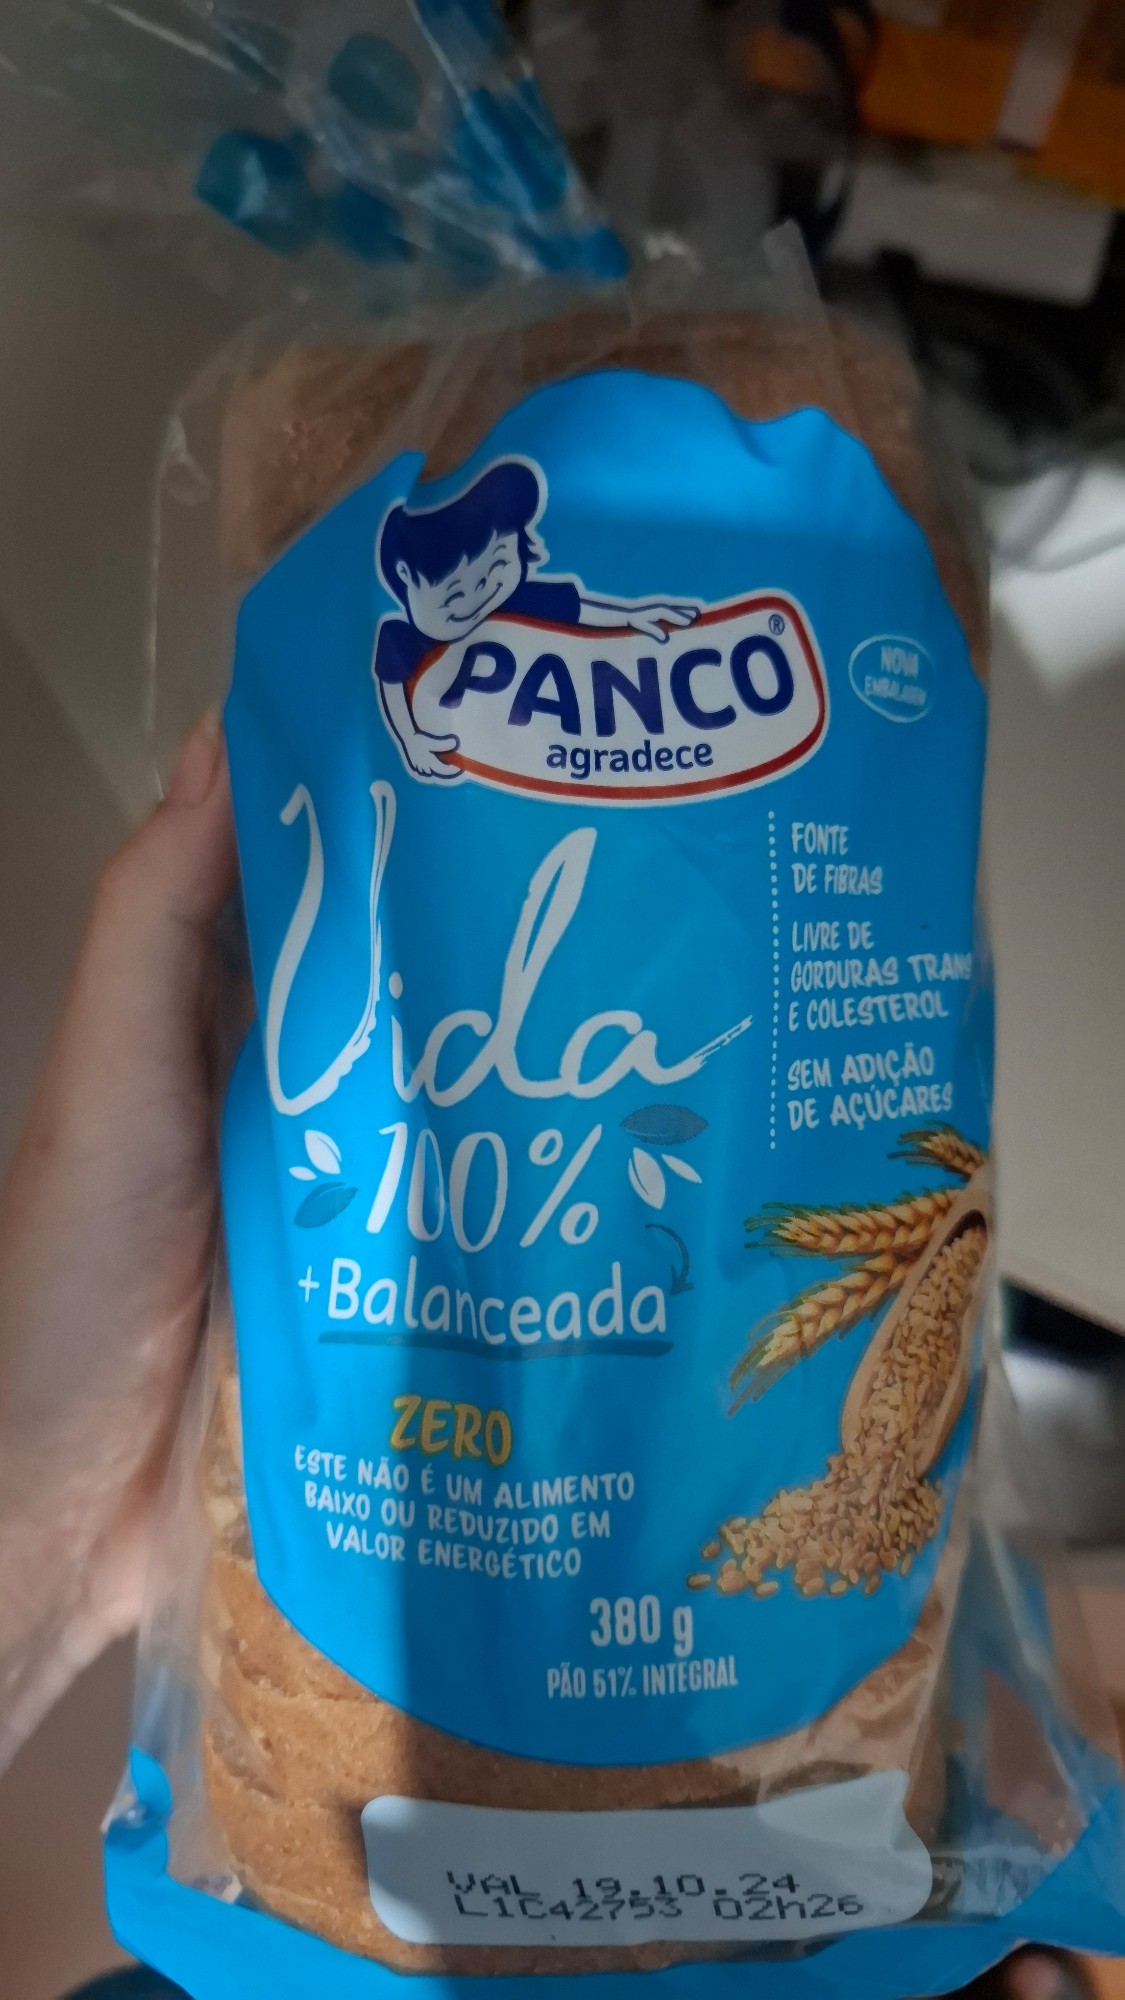 PANCO®
agradece
NOVA
EMBALAGEM
Vida
100%
+Balanceada
FONTE
DE FIBRAS
LIVRE DE
GORDURAS TRANS
E COLESTEROL
SEM ADIÇÃO
DE AÇÚCARES
ZERO
ESTE NÃO É UM ALIMENTO
BAIXO OU REDUZIDO EM
VALOR ENERGÉTICO
380 g
PÃO 51% INTEGRAL
VAL 19.10.24
L1C42753 02h26